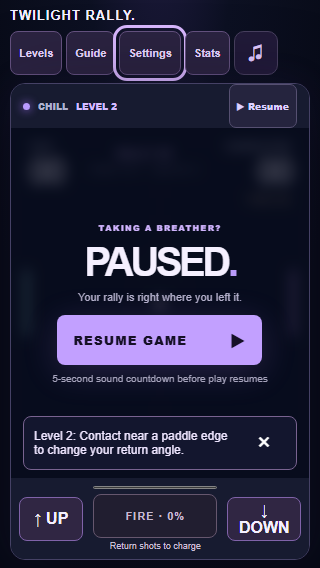 TWILIGHT RALLY.
Levels Guide Settings Stats
CHILL LEVEL 2 ▶ Resume
TAKING A BREATHER?
PAUSED.
Your rally is right where you left it.
RESUME GAME ▶
5-second sound countdown before play resumes
Level 2: Contact near a paddle edge
to change your return angle. ✕
↑ UP FIRE · 0% ↓ DOWN
Return shots to charge